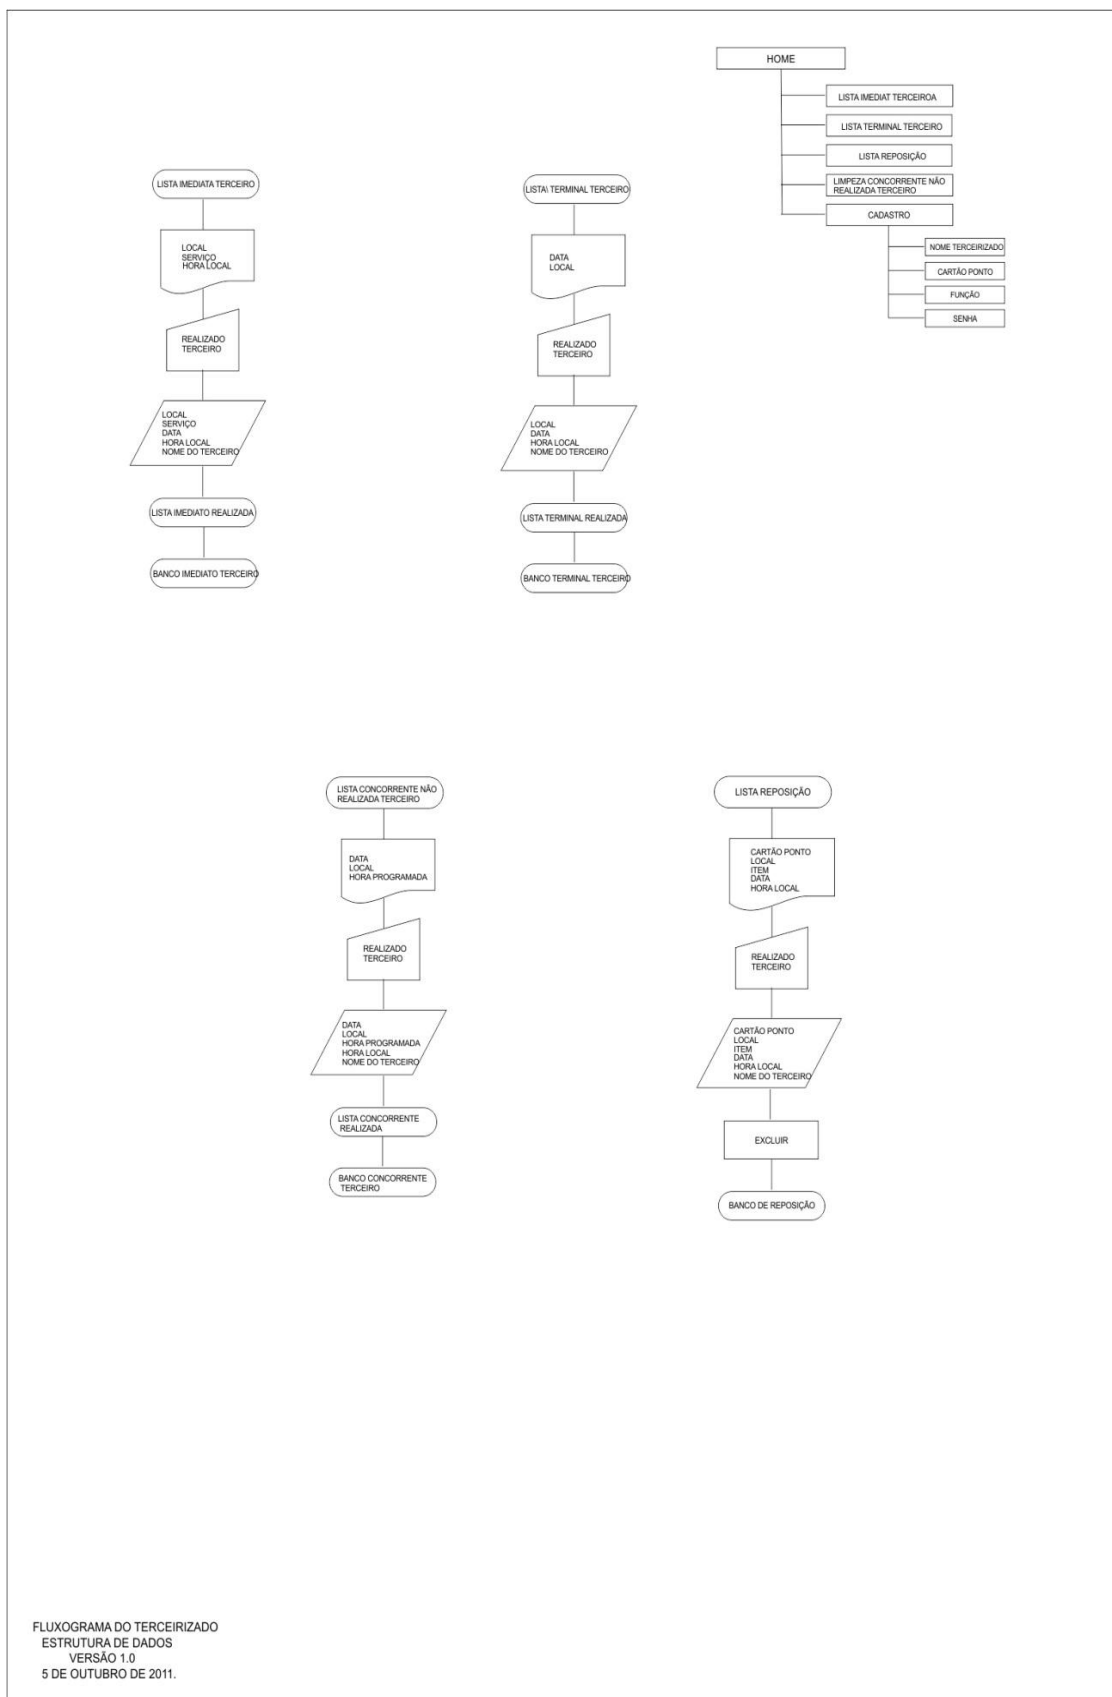 HOME
LISTA IMEDIAT TERCEIROA
LISTA TERMINAL TERCEIRO
LISTA REPOSIÇÃO
LIMPEZA CONCORRENTE NÃO
REALIZADA TERCEIRO
CADASTRO
NOME TERCEIRIZADO
CARTÃO PONTO
FUNÇÃO
SENHA
LISTA IMEDIATA TERCEIRO
LOCAL
SERVIÇO
HORA LOCAL
REALIZADO
TERCEIRO
LOCAL
SERVIÇO
DATA
HORA LOCAL
NOME DO TERCEIRO
LISTA IMEDIATO REALIZADA
BANCO IMEDIATO TERCEIRO
LISTA\ TERMINAL TERCEIRO
DATA
LOCAL
REALIZADO
TERCEIRO
LOCAL
DATA
HORA LOCAL
NOME DO TERCEIRO
LISTA TERMINAL REALIZADA
BANCO TERMINAL TERCEIRO
LISTA CONCORRENTE NÃO
REALIZADA TERCEIRO
DATA
LOCAL
HORA PROGRAMADA
REALIZADO
TERCEIRO
DATA
LOCAL
HORA PROGRAMADA
HORA LOCAL
NOME DO TERCEIRO
LISTA CONCORRENTE
REALIZADA
BANCO CONCORRENTE
TERCEIRO
LISTA REPOSIÇÃO
CARTÃO PONTO
LOCAL
ITEM
DATA
HORA LOCAL
REALIZADO
TERCEIRO
CARTÃO PONTO
LOCAL
ITEM
DATA
HORA LOCAL
NOME DO TERCEIRO
EXCLUIR
BANCO DE REPOSIÇÃO
FLUXOGRAMA DO TERCEIRIZADO
ESTRUTURA DE DADOS
VERSÃO 1.0
5 DE OUTUBRO DE 2011.